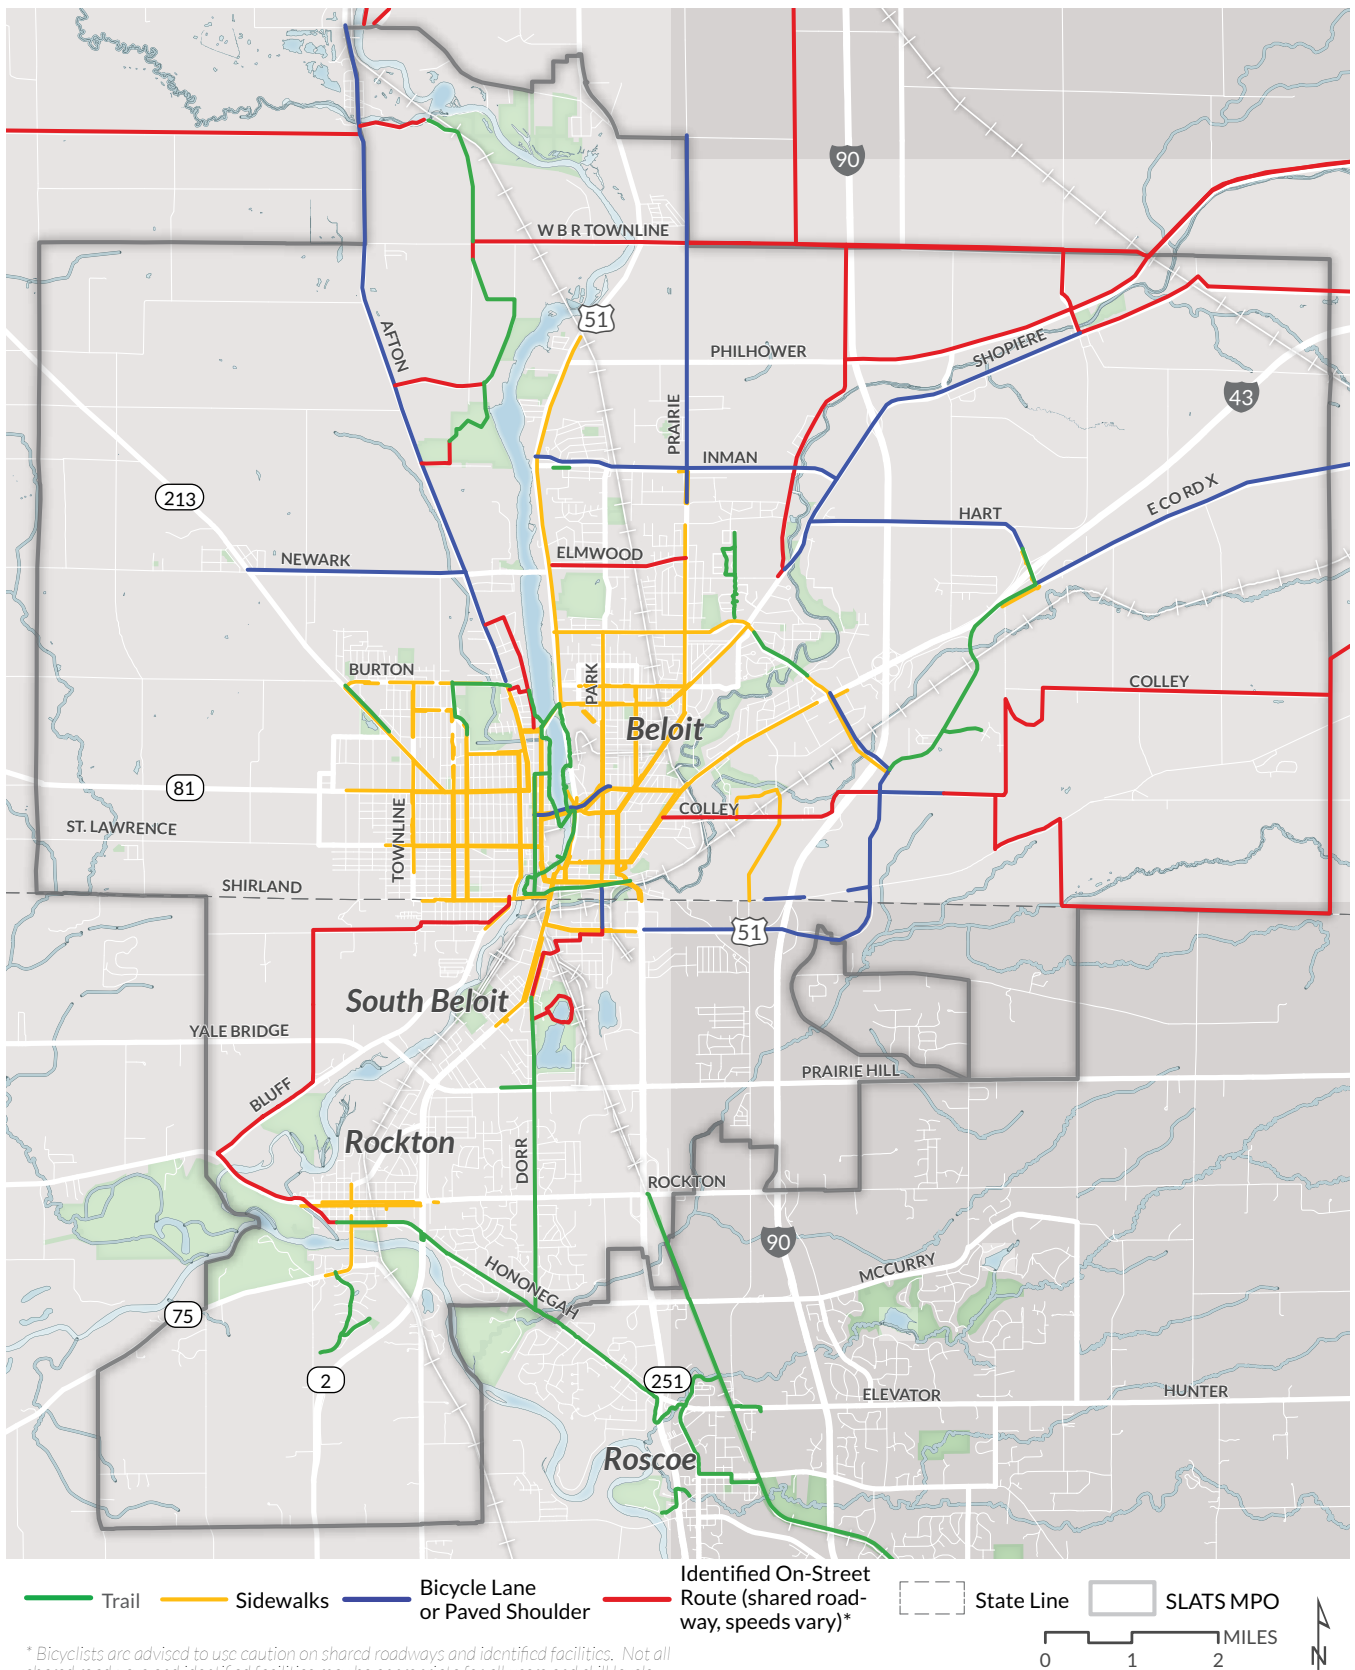 90
W B R TOWNLINE
51
AFTON
PHILHOWER
SHOPIERE
43
PRAIRIE
INMAN
213
E CO RD X
HART
NEWARK
ELMWOOD
BURTON
PARK
COLLEY
Beloit
81
TOWNLINE
COLLEY
ST. LAWRENCE
SHIRLAND
51
South Beloit
YALE BRIDGE
PRAIRIE HILL
BLUFF
Rockton
DORR
ROCKTON
90
HONONEGAH
MCCURRY
75
2
251
ELEVATOR
HUNTER
Roscoe
Trail
Sidewalks
Bicycle Lane
or Paved Shoulder
Identified On-Street
Route (shared road-
way, speeds vary)*
State Line
SLATS MPO
MILES
0 1 2
N
* Bicyclists are advised to use caution on shared roadways and identified facilities. Not all